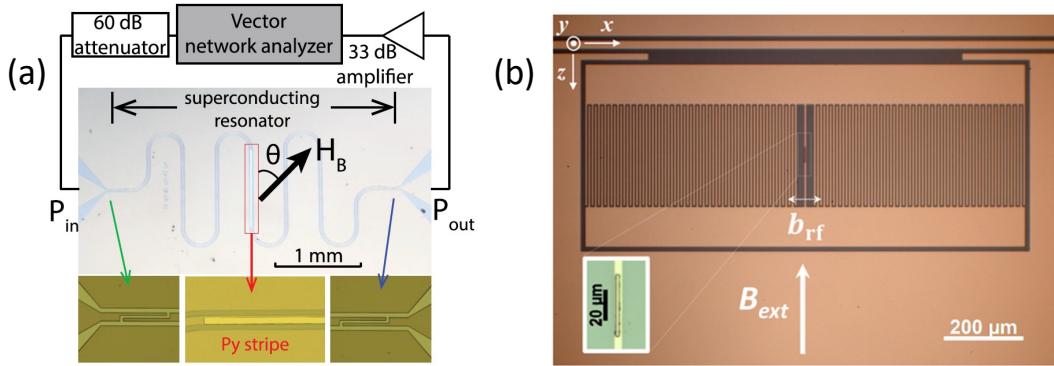 (a)
60 dB
attenuator
Vector
network analyzer
33 dB
amplifier
superconducting
resonator
θ
H_B
P_in
P_out
1 mm
Py stripe
(b)
y
x
z
b_rf
20 μm
B_ext
200 μm